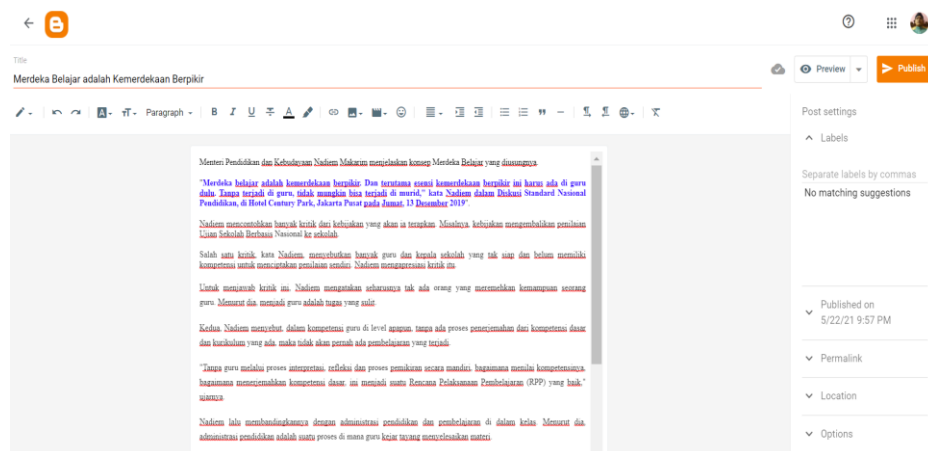 Title
Merdeka Belajar adalah Kemerdekaan Berpikir
Preview
Publish
Paragraph
B I U A
Post settings
Labels
Separate labels by commas
No matching suggestions
Published on
5/22/21 9:57 PM
Permalink
Location
Options
Menteri Pendidikan dan Kebudayaan Nadiem Makarim menjelaskan konsep Merdeka Belajar yang diusungnya.
"Merdeka belajar adalah kemerdekaan berpikir. Dan terutama esensi kemerdekaan berpikir ini harus ada di guru
dulu. Tanpa terjadi di guru, tidak mungkin bisa terjadi di murid," kata Nadiem dalam Diskusi Standard Nasional
Pendidikan, di Hotel Century Park, Jakarta Pusat pada Jumat, 13 Desember 2019".
Nadiem mencontohkan banyak kritik dari kebijakan yang akan ia terapkan. Misalnya, kebijakan mengembalikan penilaian
Ujian Sekolah Berbasis Nasional ke sekolah.
Salah satu kritik, kata Nadiem, menyebutkan banyak guru dan kepala sekolah yang tak siap dan belum memiliki
kompetensi untuk menciptakan penilaian sendiri. Nadiem mengapresiasi kritik itu.
Untuk menjawab kritik ini, Nadiem mengatakan seharusnya tak ada orang yang meremehkan kemampuan seorang
guru. Menurut dia, menjadi guru adalah tugas yang sulit.
Kedua, Nadiem menyebut, dalam kompetensi guru di level apapun, tanpa ada proses penerjemahan dari kompetensi dasar
dan kurikulum yang ada, maka tidak akan pernah ada pembelajaran yang terjadi.
"Tanpa guru melalui proses interpretasi, refleksi dan proses pemikiran secara mandiri, bagaimana menilai kompetensinya,
bagaimana menerjemahkan kompetensi dasar, ini menjadi suatu Rencana Pelaksanaan Pembelajaran (RPP) yang baik,"
ujarnya.
Nadiem lalu membandingkannya dengan administrasi pendidikan dan pembelajaran di dalam kelas. Menurut dia,
administrasi pendidikan adalah suatu proses di mana guru kejar tayang menyelesaikan materi.